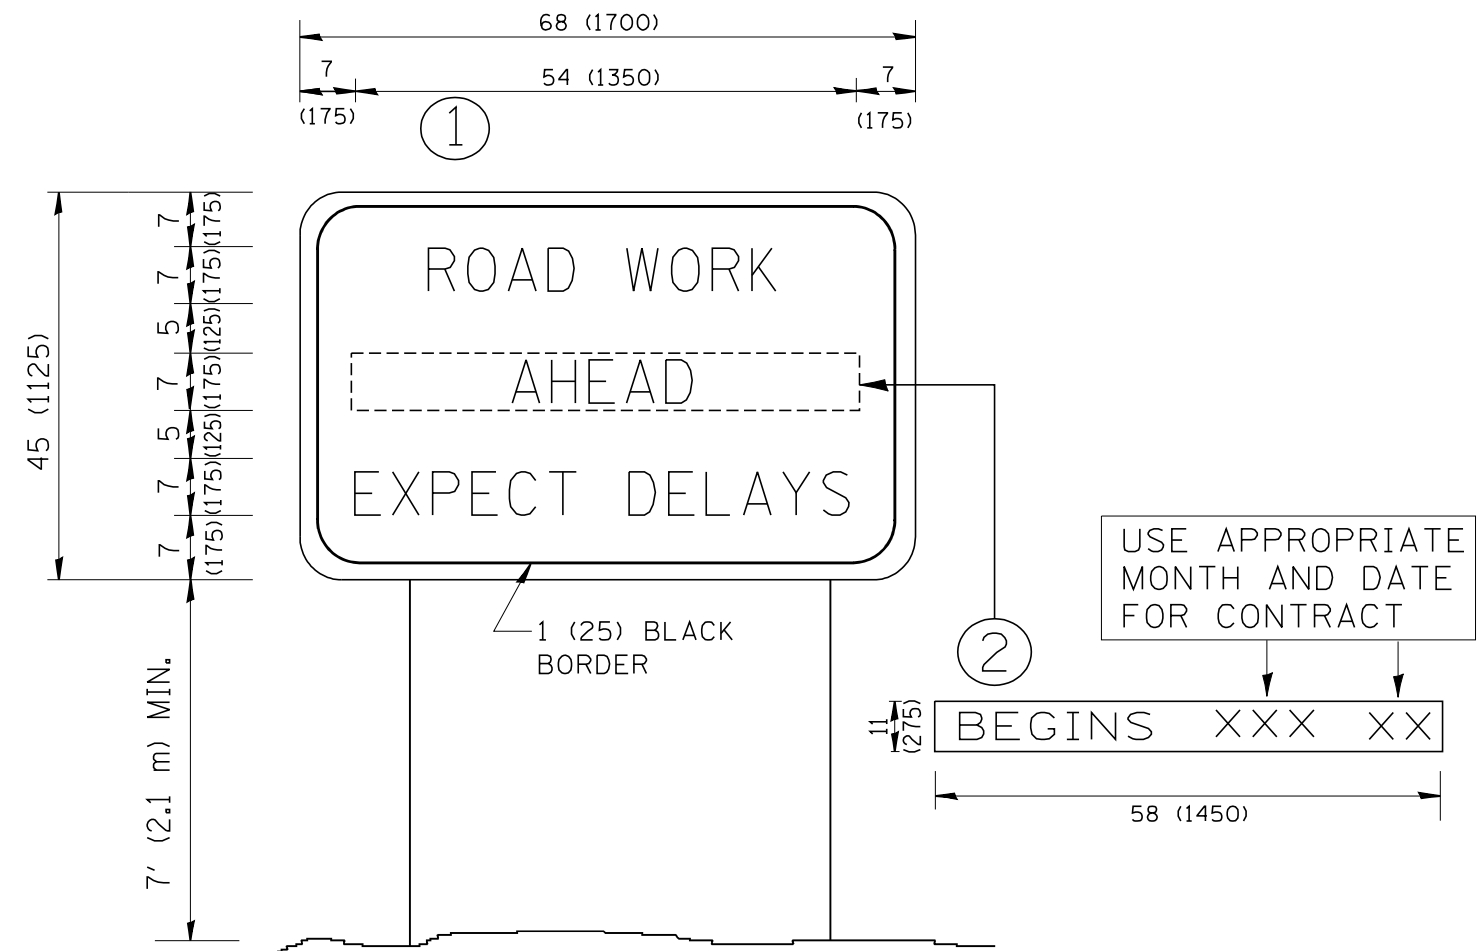 68 (1700)
7
54 (1350)
7
(175)
(175)
1
45 (1125)
7
(175)
7
(175)
5
(125)
7
(175)
5
(125)
7
(175)
7
(175)
ROAD WORK
AHEAD
EXPECT DELAYS
1 (25) BLACK
BORDER
7' (2.1 m) MIN.
2
USE APPROPRIATE
MONTH AND DATE
FOR CONTRACT
11
(275)
BEGINS XXX XX
58 (1450)